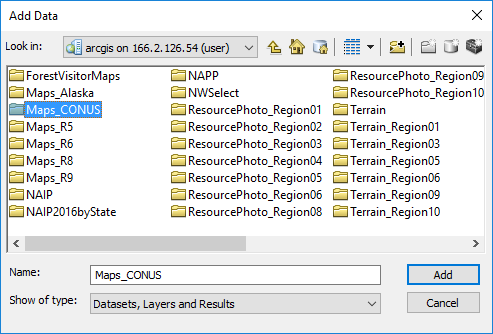 Add Data
Look in: arcgis on 166.2.126.54 (user)
ForestVisitorMaps
Maps_Alaska
Maps_CONUS
Maps_R5
Maps_R6
Maps_R8
Maps_R9
NAIP
NAIP2016byState
NAPP
NWSelect
ResourcePhoto_Region01
ResourcePhoto_Region02
ResourcePhoto_Region03
ResourcePhoto_Region04
ResourcePhoto_Region05
ResourcePhoto_Region06
ResourcePhoto_Region08
ResourcePhoto_Region09
ResourcePhoto_Region10
Terrain
Terrain_Region01
Terrain_Region03
Terrain_Region05
Terrain_Region06
Terrain_Region09
Terrain_Region10
Name: Maps_CONUS
Add
Show of type: Datasets, Layers and Results
Cancel